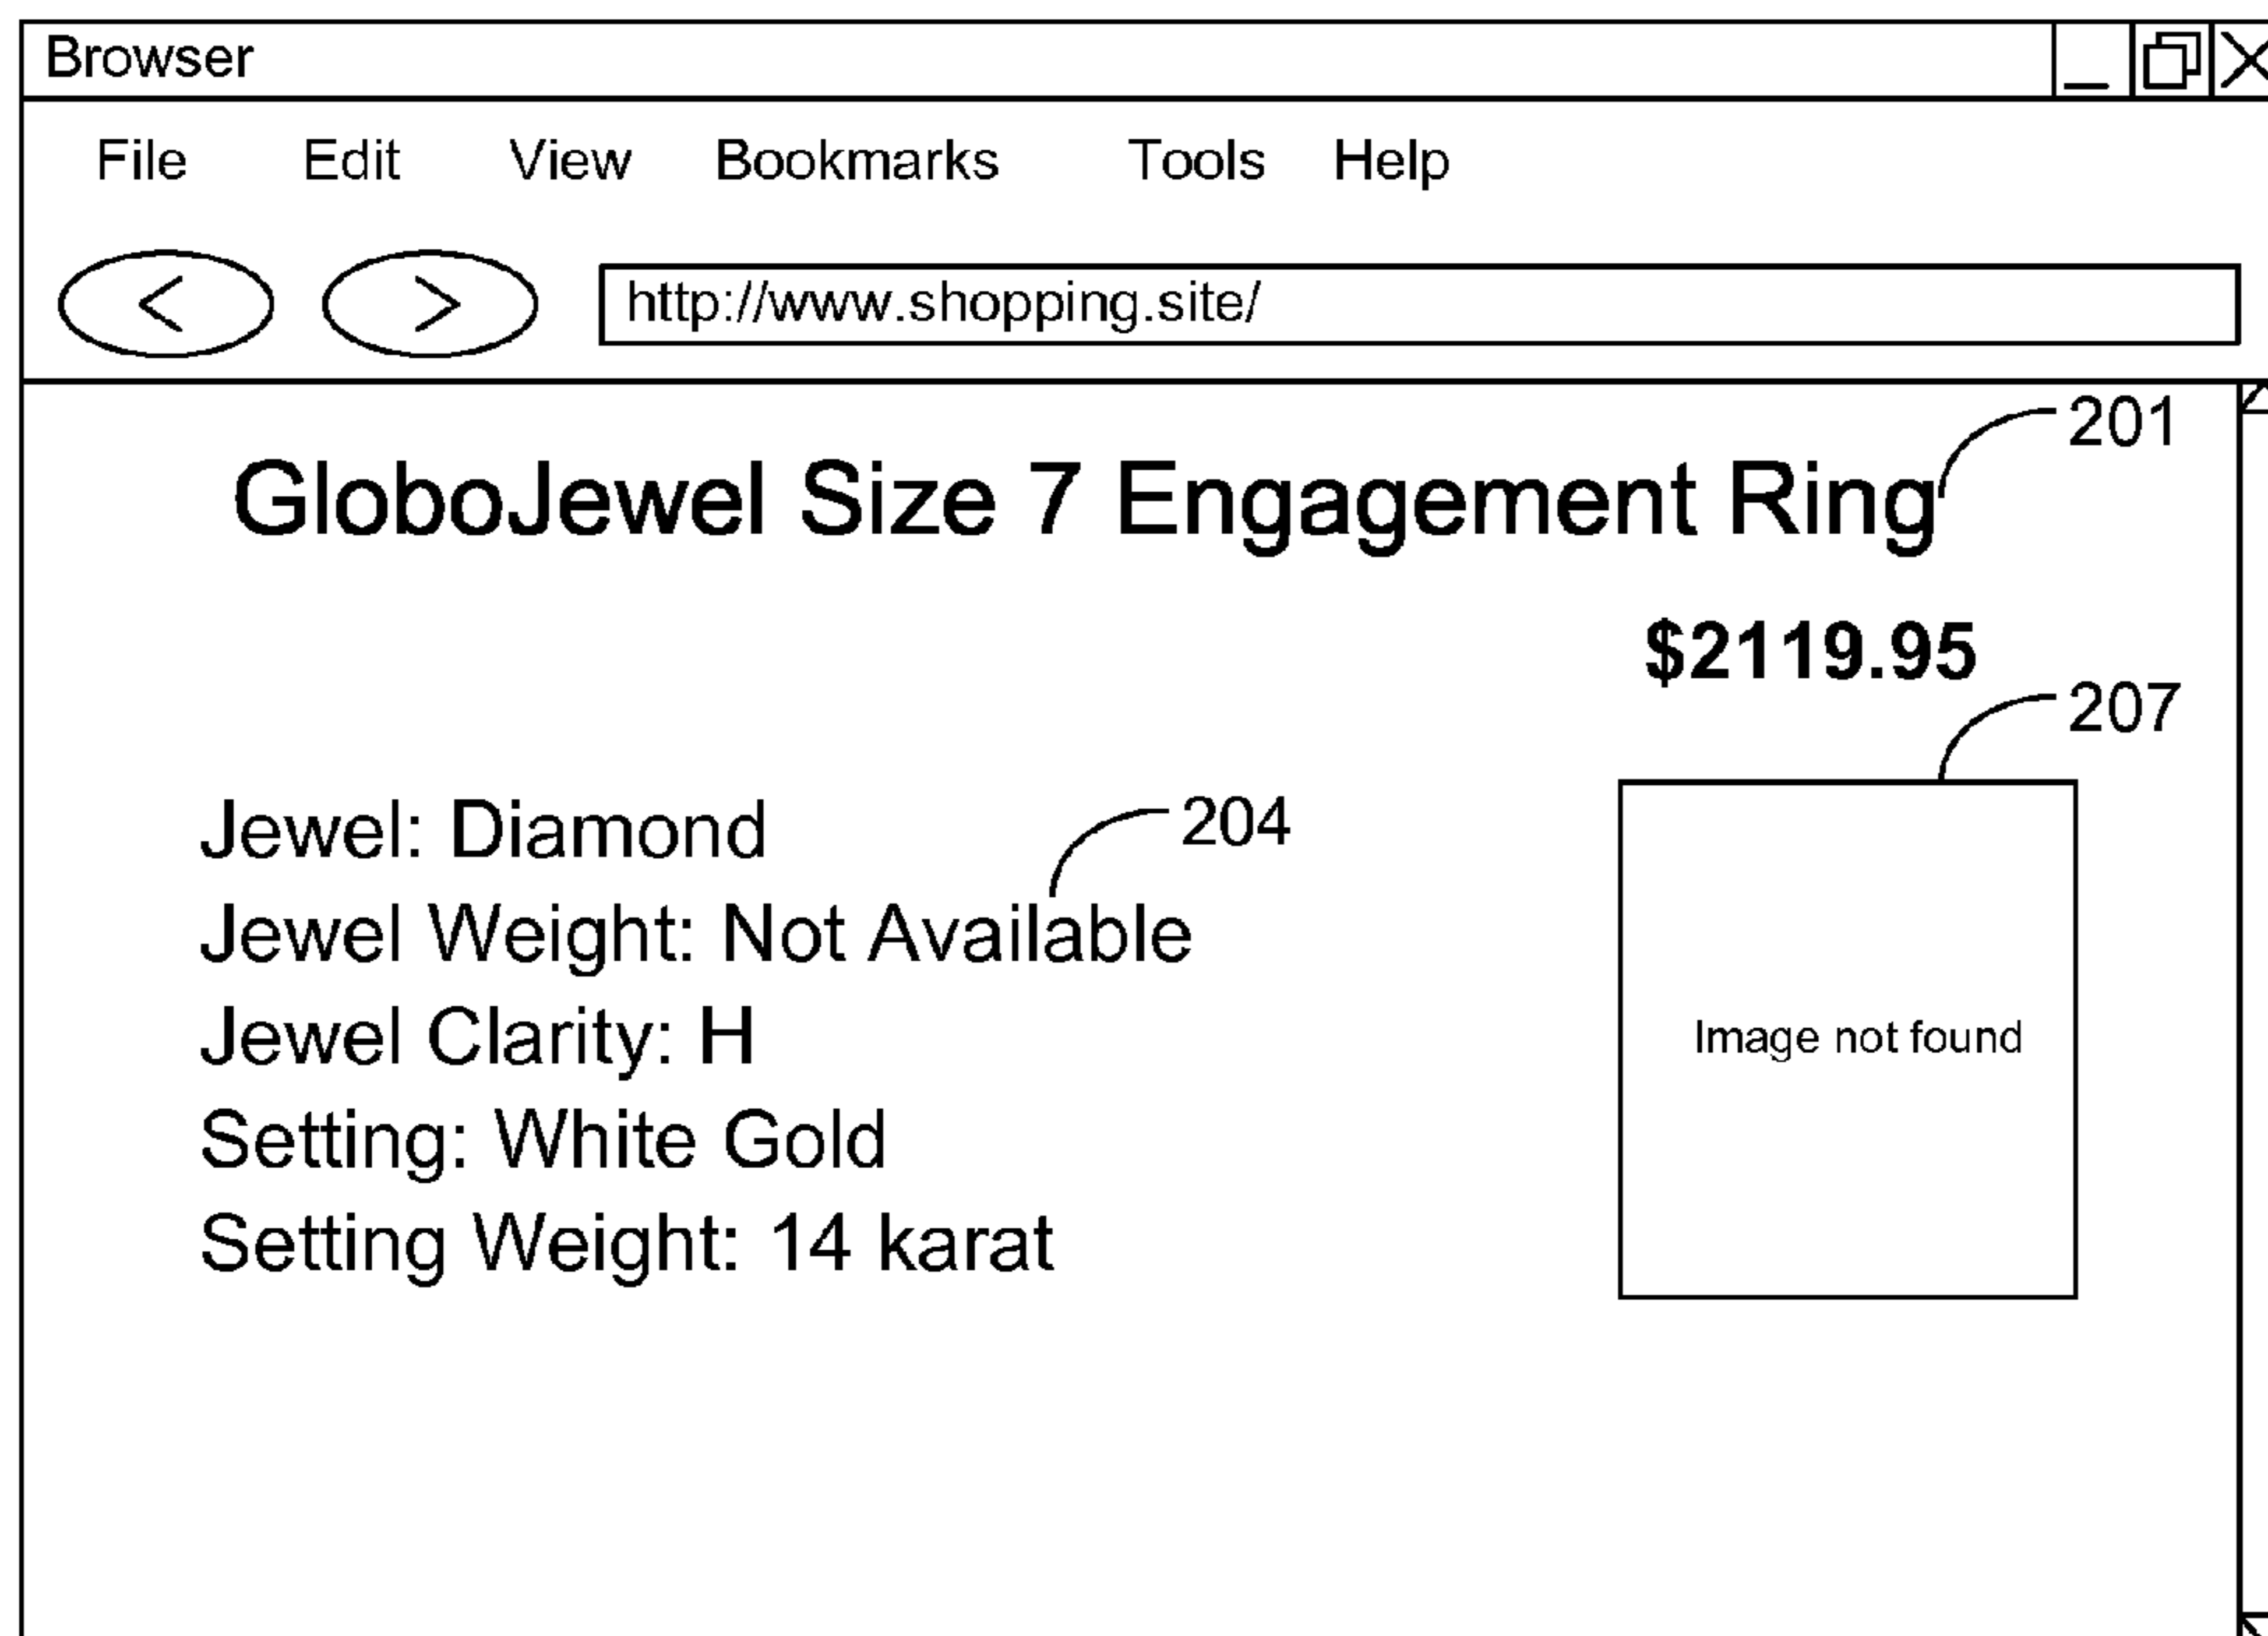 Browser
File Edit View Bookmarks Tools Help
< > http://www.shopping.site/
201
GloboJewel Size 7 Engagement Ring
$2119.95
207
Jewel: Diamond
204
Jewel Weight: Not Available
Jewel Clarity: H
Image not found
Setting: White Gold
Setting Weight: 14 karat